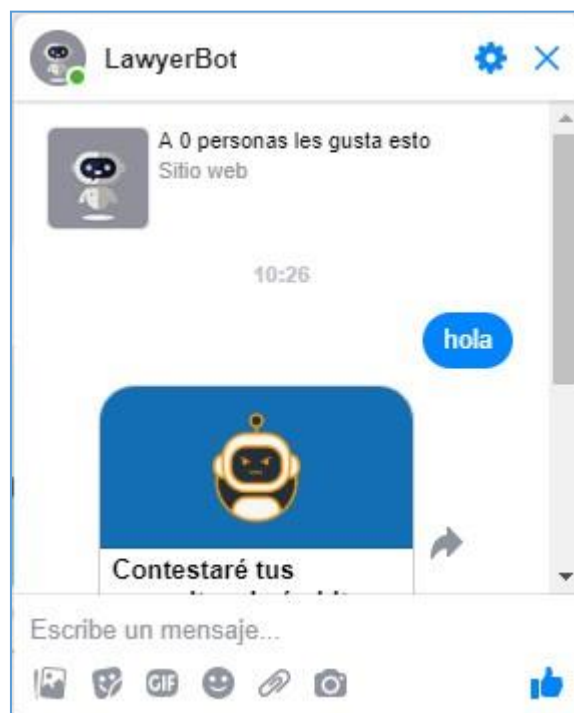 LawyerBot
A 0 personas les gusta esto
Sitio web
10:26
hola
Contestaré tus
Escribe un mensaje...
GIF